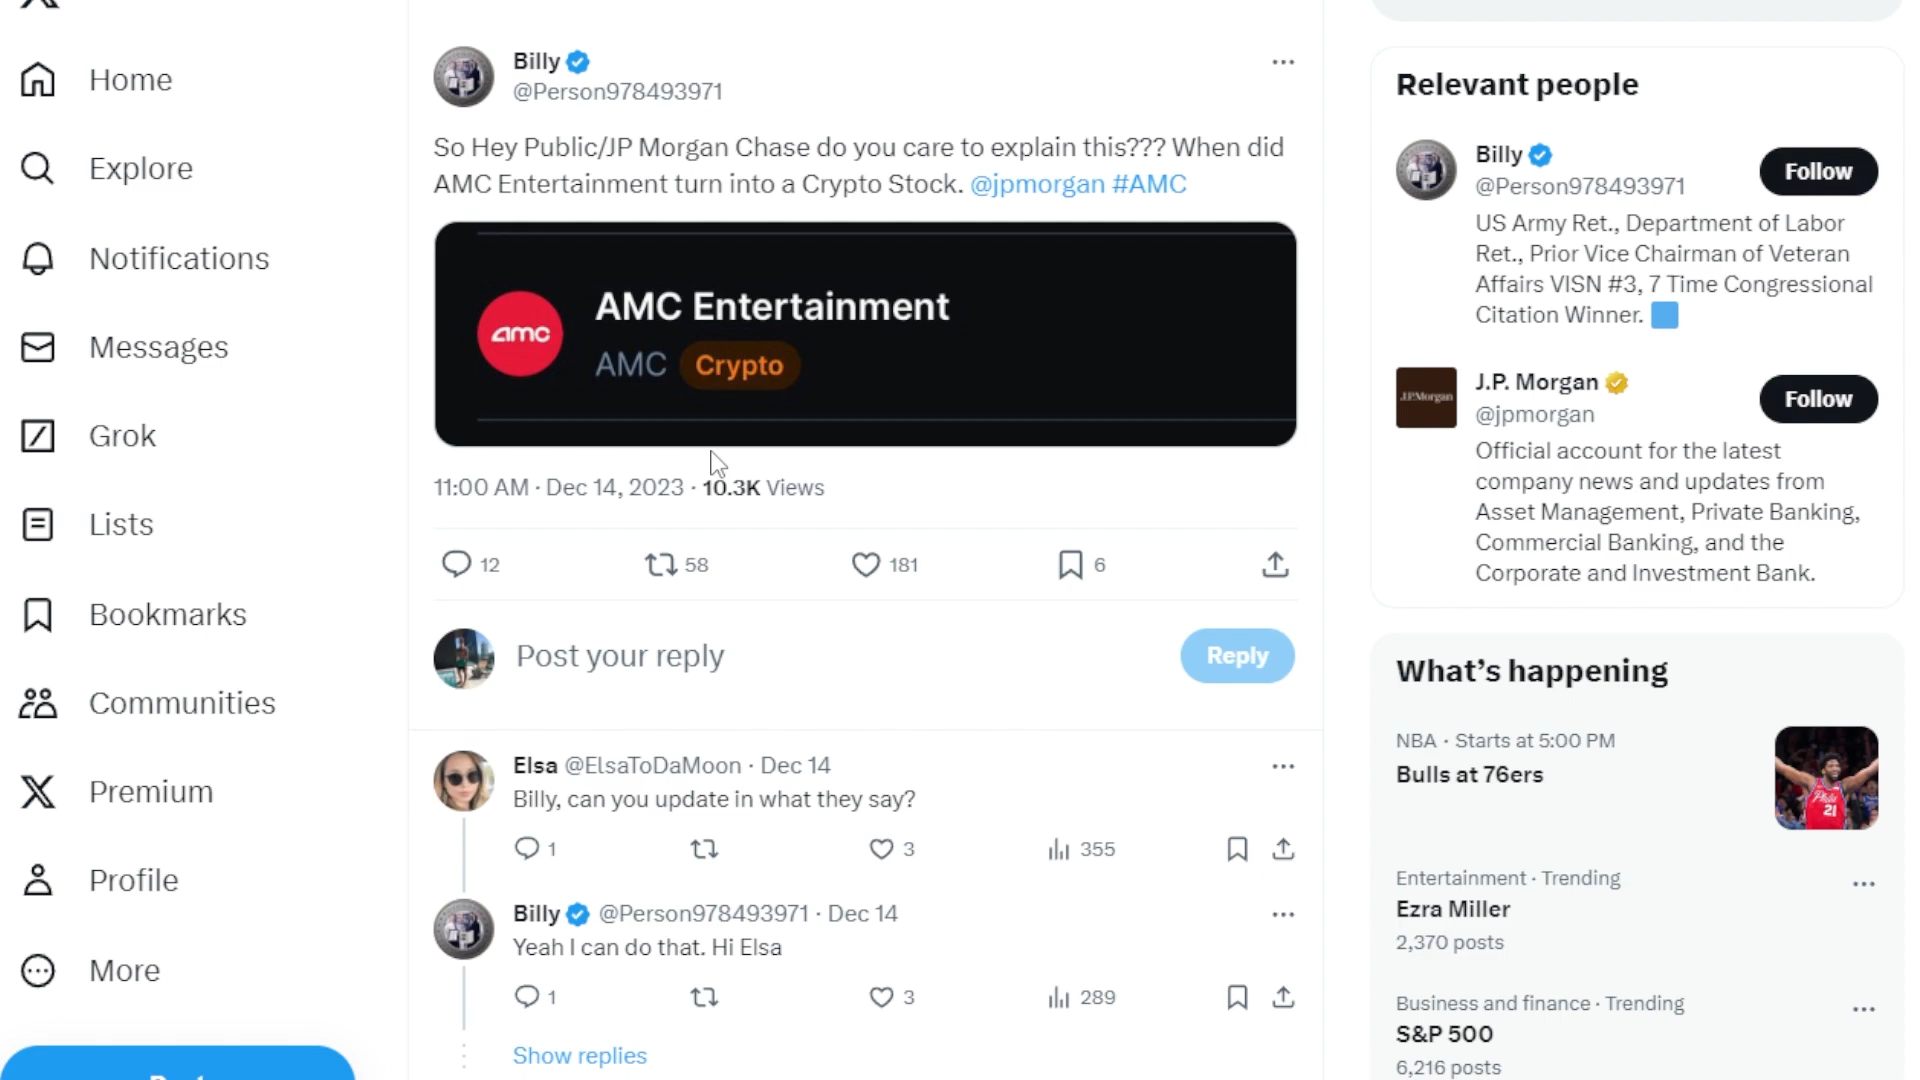 Home
Explore
Notifications
Messages
Grok
Lists
Bookmarks
Communities
Premium
Profile
More
Billy
@Person978493971
So Hey Public/JP Morgan Chase do you care to explain this??? When did
AMC Entertainment turn into a Crypto Stock. @jpmorgan #AMC
amc
AMC Entertainment
AMC Crypto
11:00 AM · Dec 14, 2023 · 10.3K Views
12 58 181 6
Post your reply
Reply
Elsa @ElsaToDaMoon · Dec 14
Billy, can you update in what they say?
1 3 355
Billy @Person978493971 · Dec 14
Yeah I can do that. Hi Elsa
1 3 289
Show replies
Relevant people
Billy
@Person978493971
Follow
US Army Ret., Department of Labor
Ret., Prior Vice Chairman of Veteran
Affairs VISN #3, 7 Time Congressional
Citation Winner.
J.P.Morgan
J.P. Morgan
@jpmorgan
Follow
Official account for the latest
company news and updates from
Asset Management, Private Banking,
Commercial Banking, and the
Corporate and Investment Bank.
What's happening
NBA · Starts at 5:00 PM
Bulls at 76ers
Phila
21
Entertainment · Trending
Ezra Miller
2,370 posts
Business and finance · Trending
S&P 500
6,216 posts